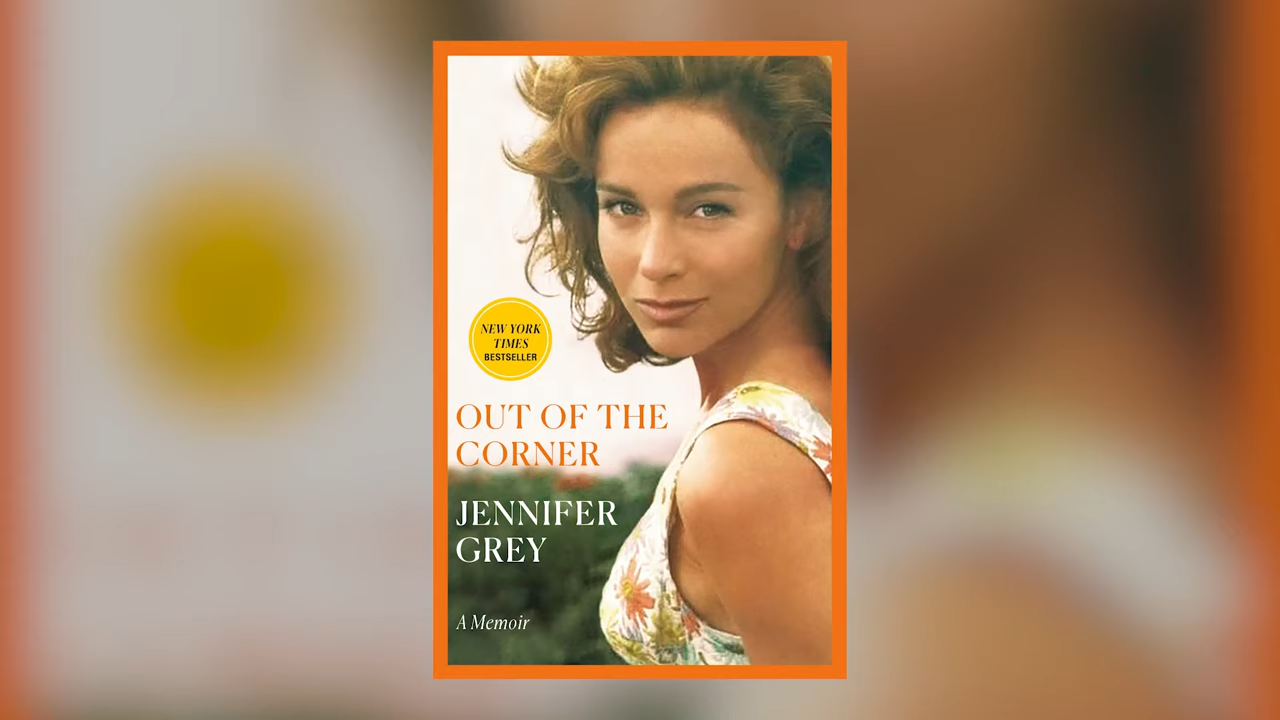 NEW YORK
TIMES
BESTSELLER
OUT OF THE
CORNER
JENNIFER
GREY
A Memoir